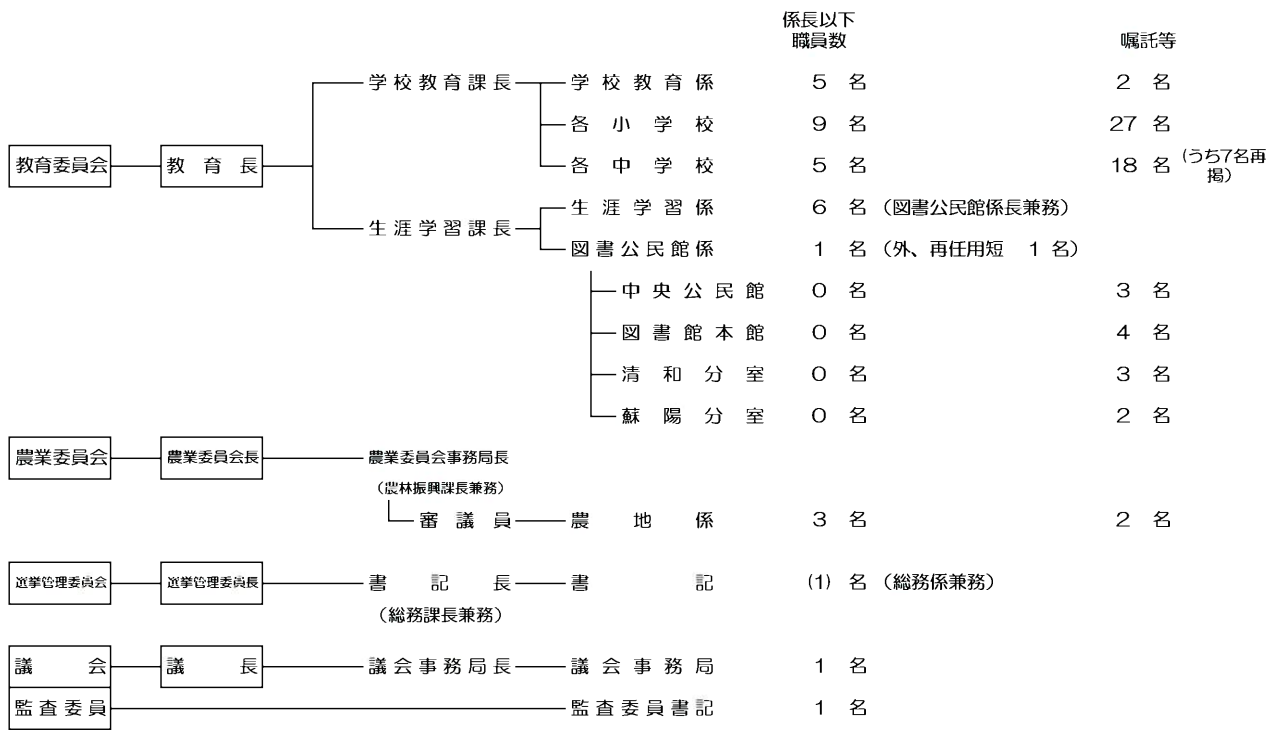 係長以下
職員数 嘱託等
学校教育課長 学校教育係 5 名 2 名
各小学校 9 名 27 名
教育委員会 教育長 各中学校 5 名 18 名 (うち7名再掲)
生涯学習係 6 名 (図書公民館係長兼務)
生涯学習課長
図書公民館係 1 名 (外、再任用短 1 名)
中央公民館 0 名 3 名
図書館本館 0 名 4 名
清和分室 0 名 3 名
蘇陽分室 0 名 2 名
農業委員会 農業委員会長 農業委員会事務局長
(農林振興課長兼務)
審議員 農地係 3 名 2 名
選挙管理委員会 選挙管理委員長 書記長 書記 (1) 名 (総務係兼務)
(総務課長兼務)
議会 議長 議会事務局長 議会事務局 1 名
監査委員 監査委員書記 1 名